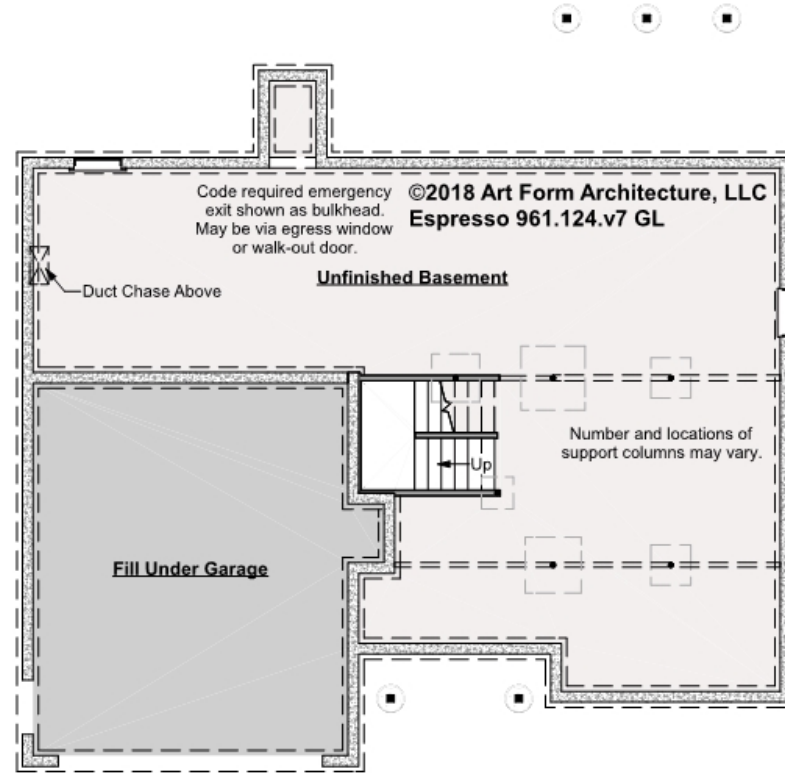 Code required emergency
exit shown as bulkhead.
May be via egress window
or walk-out door.
©2018 Art Form Architecture, LLC
Espresso 961.124.v7 GL
Unfinished Basement
Duct Chase Above
Number and locations of
support columns may vary.
Up
Fill Under Garage